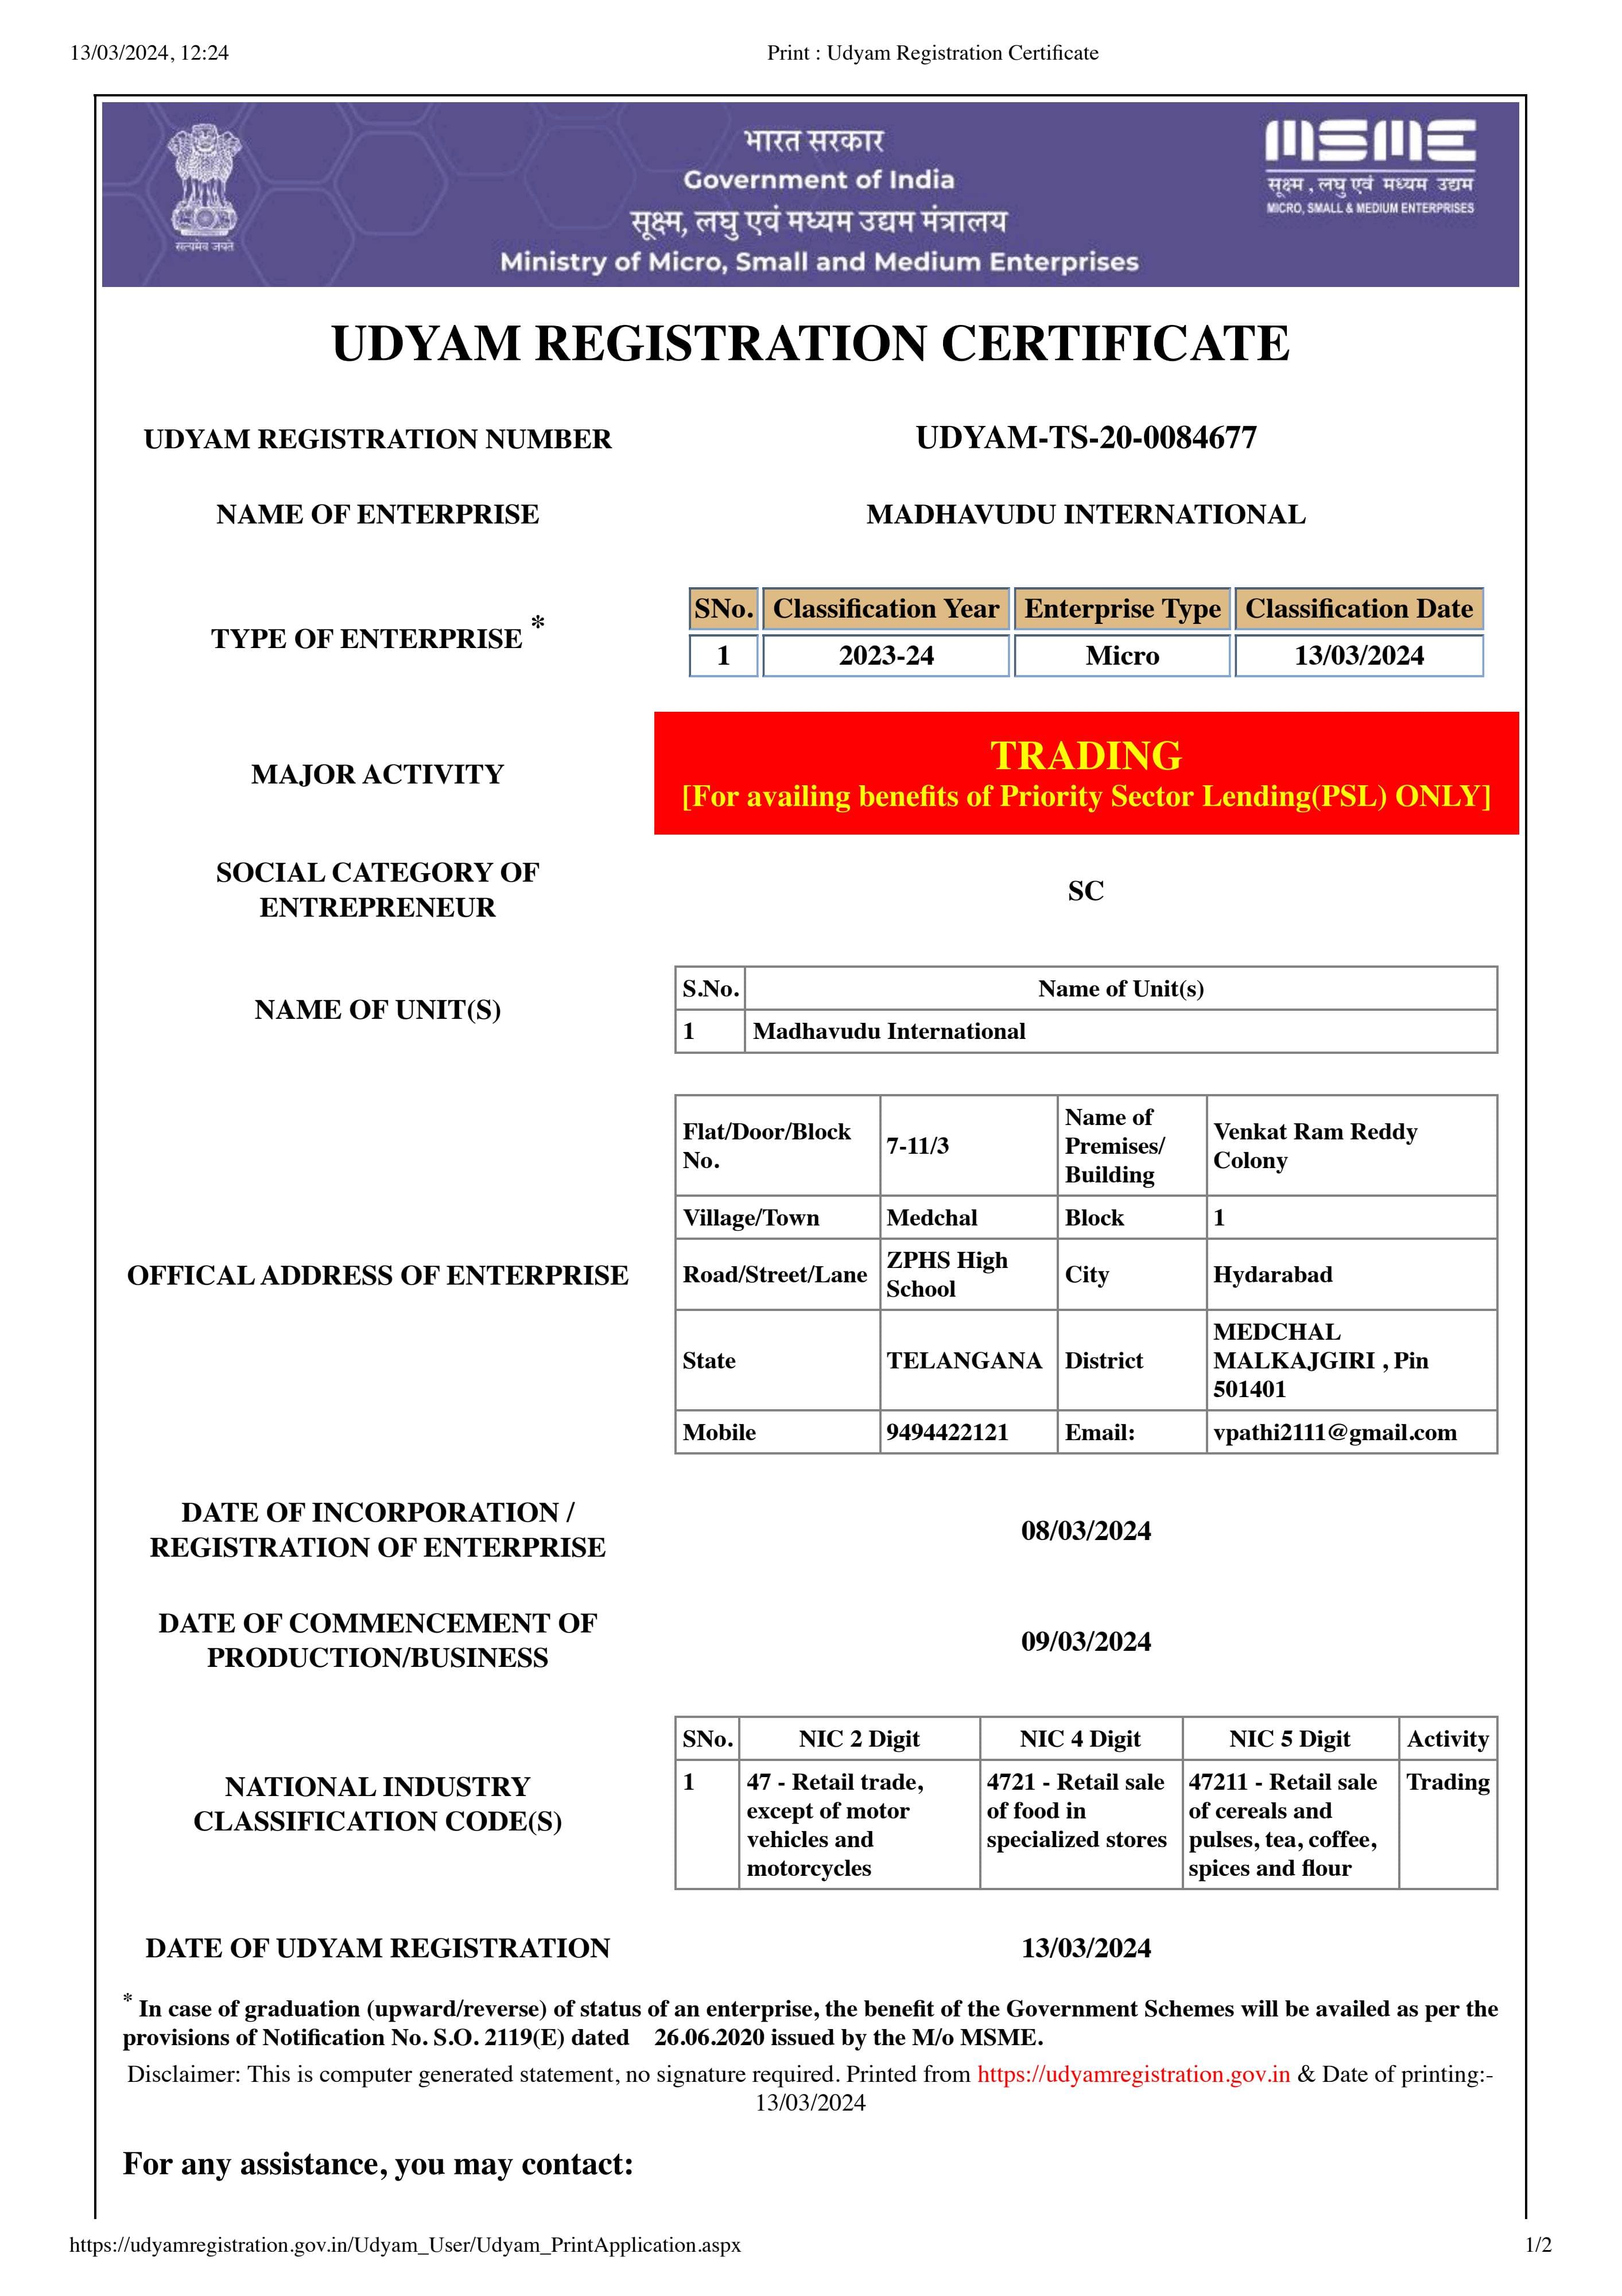 13/03/2024, 12:24 Print : Udyam Registration Certificate
सत्यमेव जयते
भारत सरकार
Government of India
सूक्ष्म, लघु एवं मध्यम उद्यम मंत्रालय
Ministry of Micro, Small and Medium Enterprises
MSME
सूक्ष्म , लघु एवं मध्यम उद्यम
MICRO, SMALL & MEDIUM ENTERPRISES
UDYAM REGISTRATION CERTIFICATE
UDYAM REGISTRATION NUMBER UDYAM-TS-20-0084677
NAME OF ENTERPRISE MADHAVUDU INTERNATIONAL
TYPE OF ENTERPRISE *
SNo. Classification Year Enterprise Type Classification Date
1 2023-24 Micro 13/03/2024
MAJOR ACTIVITY
TRADING
[For availing benefits of Priority Sector Lending(PSL) ONLY]
SOCIAL CATEGORY OF
ENTREPRENEUR
SC
NAME OF UNIT(S)
S.No. Name of Unit(s)
1 Madhavudu International
OFFICAL ADDRESS OF ENTERPRISE
Flat/Door/Block
No.
7-11/3
Name of
Premises/
Building
Venkat Ram Reddy
Colony
Village/Town Medchal Block 1
Road/Street/Lane
ZPHS High
School
City Hydarabad
State TELANGANA District
MEDCHAL
MALKAJGIRI , Pin
501401
Mobile 9494422121 Email: vpathi2111@gmail.com
DATE OF INCORPORATION /
REGISTRATION OF ENTERPRISE
08/03/2024
DATE OF COMMENCEMENT OF
PRODUCTION/BUSINESS
09/03/2024
NATIONAL INDUSTRY
CLASSIFICATION CODE(S)
SNo. NIC 2 Digit NIC 4 Digit NIC 5 Digit Activity
1
47 - Retail trade,
except of motor
vehicles and
motorcycles
4721 - Retail sale
of food in
specialized stores
47211 - Retail sale
of cereals and
pulses, tea, coffee,
spices and flour
Trading
DATE OF UDYAM REGISTRATION 13/03/2024
* In case of graduation (upward/reverse) of status of an enterprise, the benefit of the Government Schemes will be availed as per the
provisions of Notification No. S.O. 2119(E) dated 26.06.2020 issued by the M/o MSME.
Disclaimer: This is computer generated statement, no signature required. Printed from https://udyamregistration.gov.in & Date of printing:-
13/03/2024
For any assistance, you may contact:
https://udyamregistration.gov.in/Udyam_User/Udyam_PrintApplication.aspx 1/2